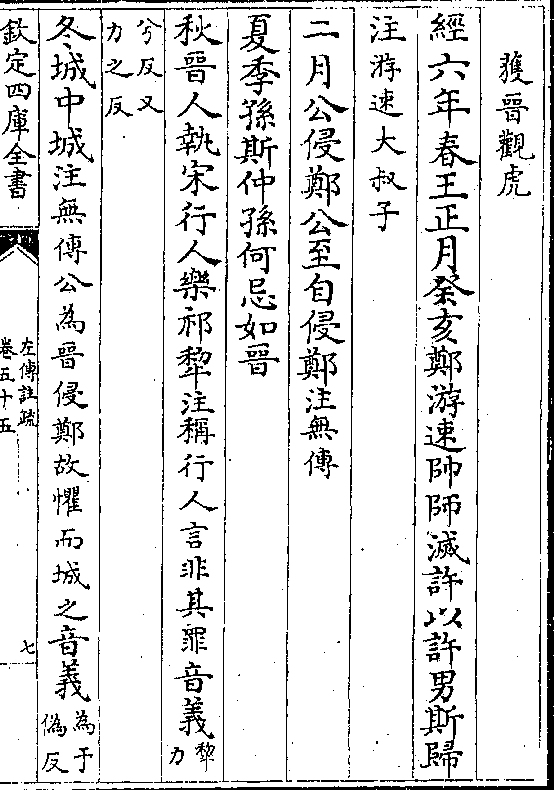 獲晉觀虎
經六年春王正月癸亥鄭游速帥師滅許以許男斯歸
注游速大叔子
二月公侵鄭公至自侵鄭注無傳
夏季孫斯仲孫何忌如晉
秋晉人執宋行人樂祁犂注稱行人言非其罪音義犂力
兮反又力之反
冬城中城注無傳公為晉侵鄭故懼而城之音義為于偽反
欽定四庫全書
左傳註疏
卷五十五
七